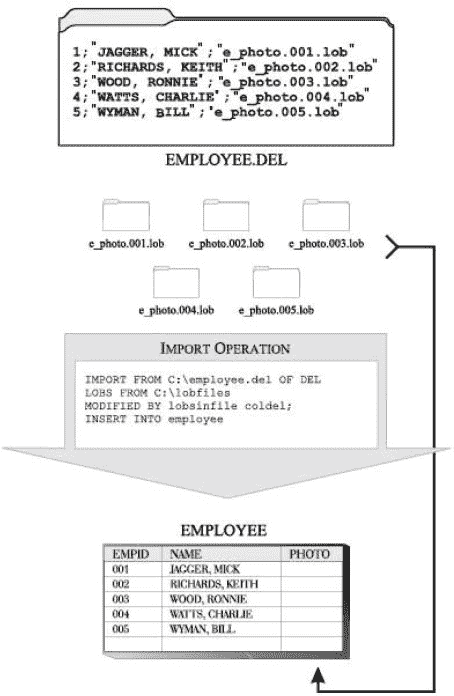 1;"JAGGER, MICK";"e_photo.001.lob"
2;"RICHARDS, KEITH";"e_photo.002.lob"
3;"WOOD, RONNIE";"e_photo.003.lob"
4;"WATTS, CHARLIE";"e_photo.004.lob"
5;"WYMAN, BILL";"e_photo.005.lob"
EMPLOYEE.DEL
e_photo.001.lob e_photo.002.lob e_photo.003.lob
e_photo.004.lob e_photo.005.lob
IMPORT OPERATION
IMPORT FROM C:\employee.del OF DEL
LOBS FROM C:\lobfiles
MODIFIED BY lobsinfile coldel;
INSERT INTO employee
EMPLOYEE
EMPID NAME PHOTO
001 JAGGER, MICK
002 RICHARDS, KEITH
003 WOOD, RONNIE
004 WATTS, CHARLIE
005 WYMAN, BILL